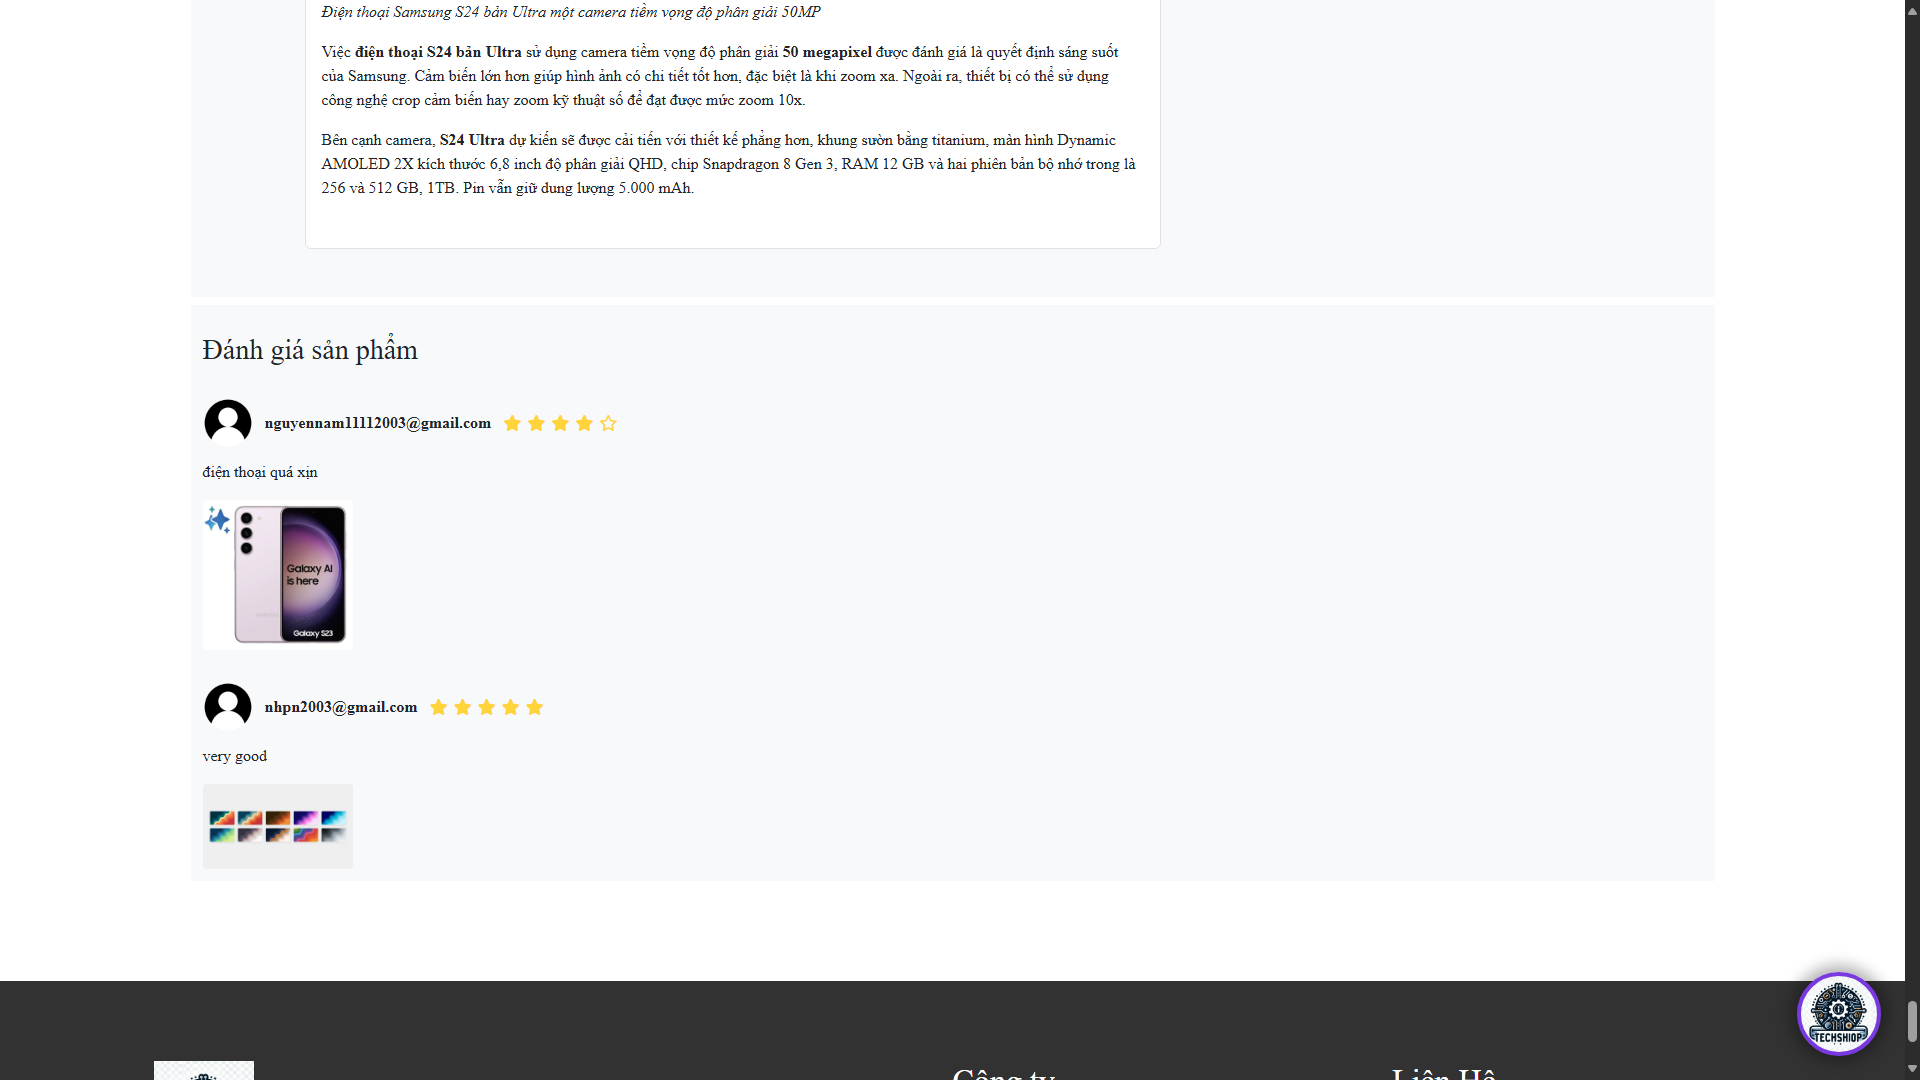 Điện thoại Samsung S24 bản Ultra một camera tiềm vọng độ phân giải 50MP
Việc điện thoại S24 bản Ultra sử dụng camera tiềm vọng độ phân giải 50 megapixel được đánh giá là quyết định sáng suốt
của Samsung. Cảm biến lớn hơn giúp hình ảnh có chi tiết tốt hơn, đặc biệt là khi zoom xa. Ngoài ra, thiết bị có thể sử dụng
công nghệ crop cảm biến hay zoom kỹ thuật số để đạt được mức zoom 10x.
Bên cạnh camera, S24 Ultra dự kiến sẽ được cải tiến với thiết kế phẳng hơn, khung sườn bằng titanium, màn hình Dynamic
AMOLED 2X kích thước 6,8 inch độ phân giải QHD, chip Snapdragon 8 Gen 3, RAM 12 GB và hai phiên bản bộ nhớ trong là
256 và 512 GB, 1TB. Pin vẫn giữ dung lượng 5.000 mAh.
Đánh giá sản phẩm
nguyennam11112003@gmail.com
điện thoại quá xịn
Galaxy AI
is here
Galaxy S23
nhpn2003@gmail.com
very good
TECHSHIOP
Công ty
Liên Hệ